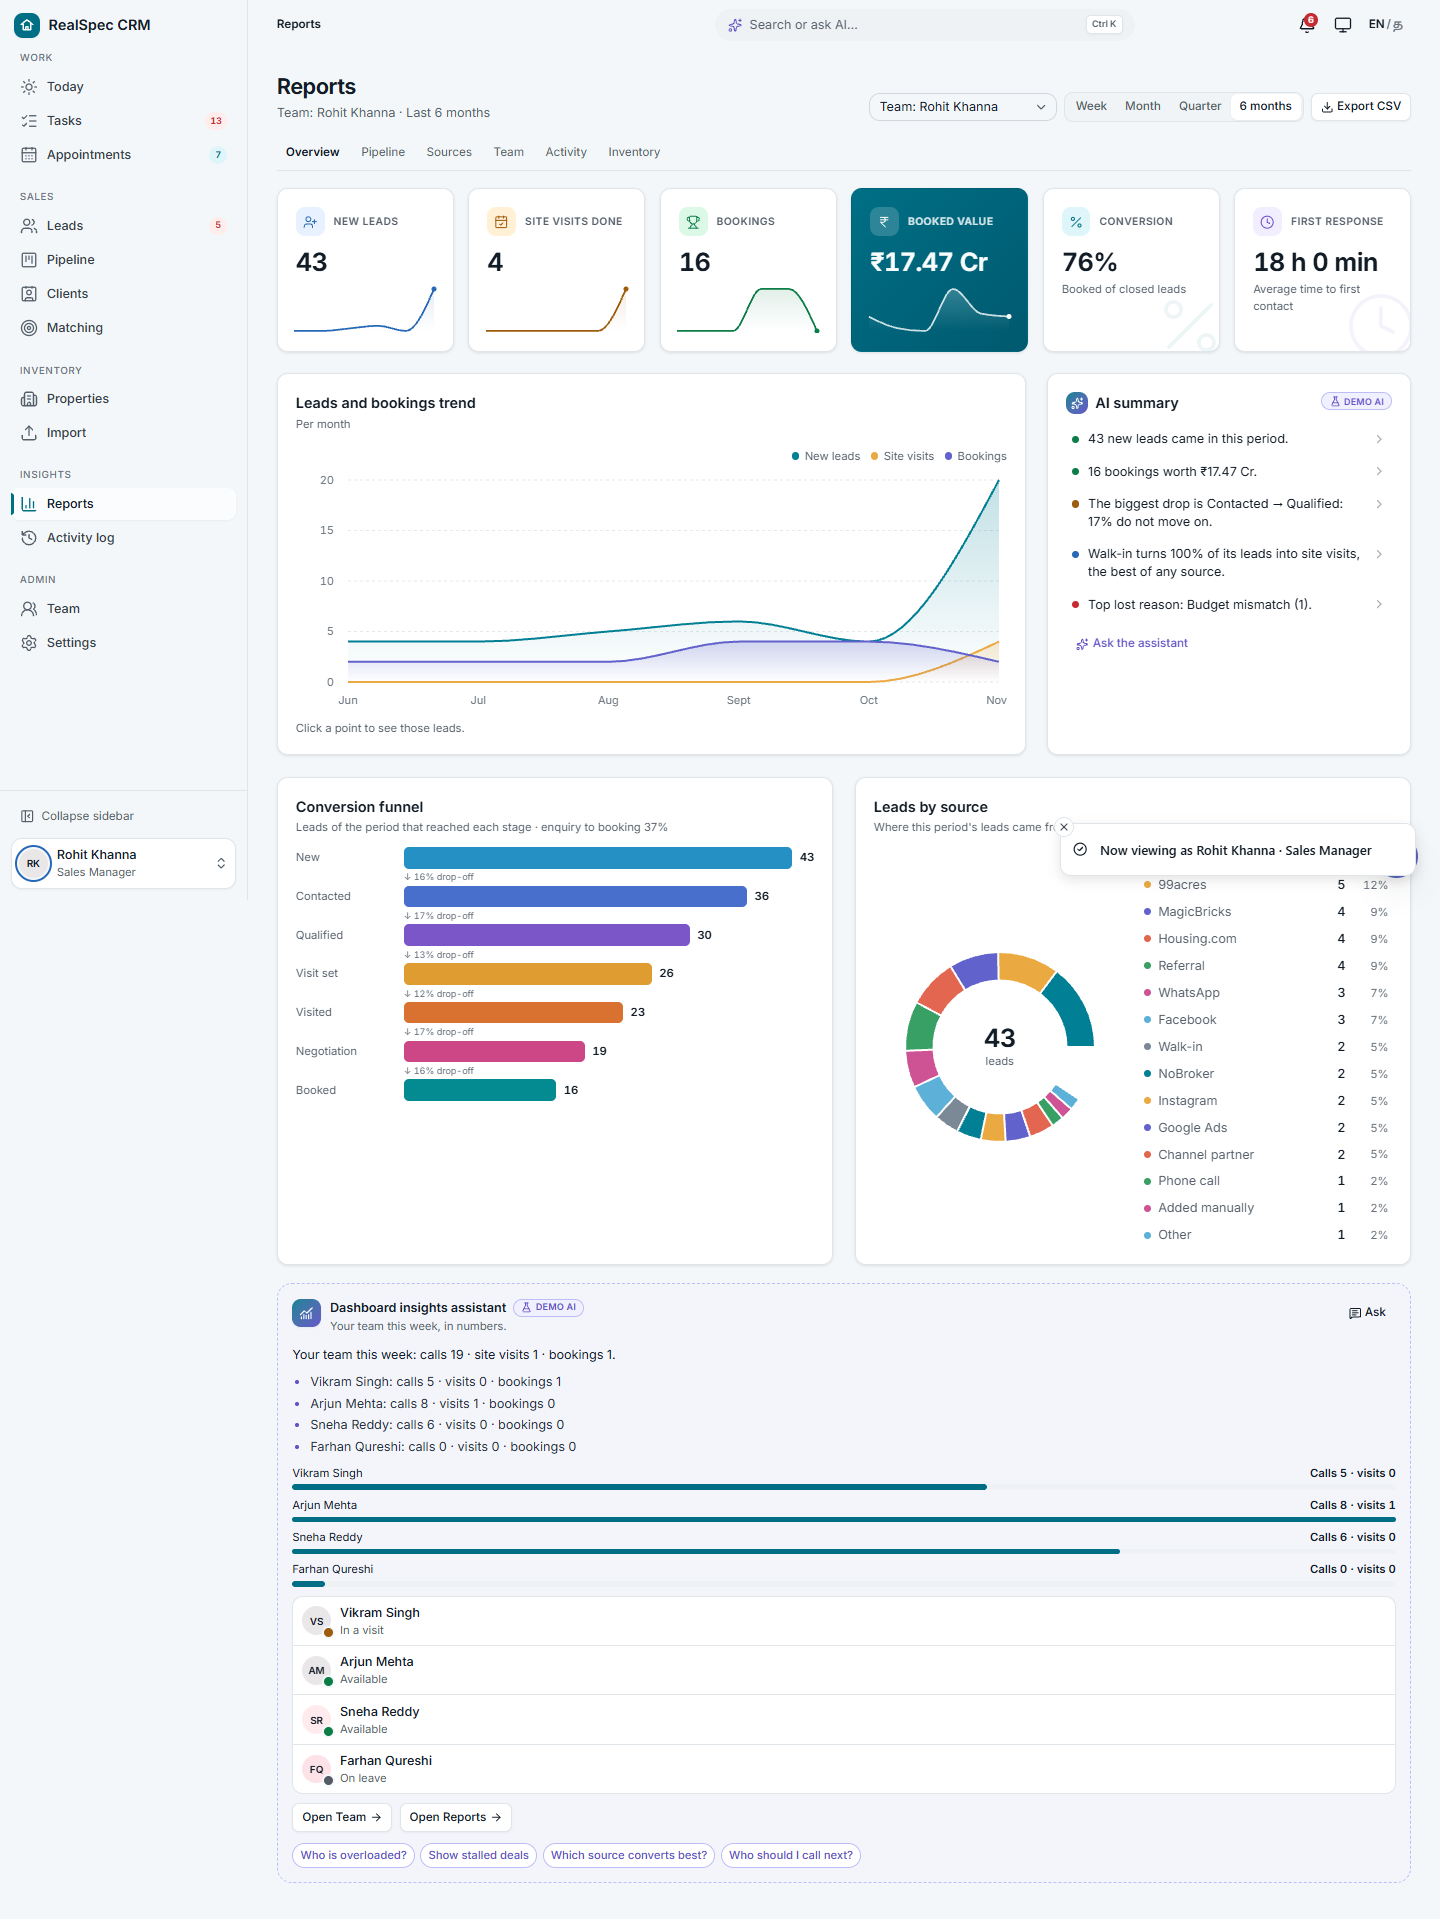 RealSpec CRM
WORK
Today
Tasks 13
Appointments 7
SALES
Leads 5
Pipeline
Clients
Matching
INVENTORY
Properties
Import
INSIGHTS
Reports
Activity log
ADMIN
Team
Settings
Collapse sidebar
RK
Rohit Khanna
Sales Manager
Reports
Search or ask AI...
Ctrl K
6
EN / த
Reports
Team: Rohit Khanna · Last 6 months
Team: Rohit Khanna
Week Month Quarter 6 months
Export CSV
Overview Pipeline Sources Team Activity Inventory
NEW LEADS
43
SITE VISITS DONE
4
BOOKINGS
16
₹ BOOKED VALUE
₹17.47 Cr
% CONVERSION
76%
Booked of closed leads
FIRST RESPONSE
18 h 0 min
Average time to first
contact
Leads and bookings trend
Per month
New leads Site visits Bookings
20
15
10
5
0
Jun Jul Aug Sept Oct Nov
Click a point to see those leads.
AI summary
DEMO AI
43 new leads came in this period.
16 bookings worth ₹17.47 Cr.
The biggest drop is Contacted → Qualified:
17% do not move on.
Walk-in turns 100% of its leads into site visits,
the best of any source.
Top lost reason: Budget mismatch (1).
Ask the assistant
Conversion funnel
Leads of the period that reached each stage · enquiry to booking 37%
New 43
↓ 16% drop-off
Contacted 36
↓ 17% drop-off
Qualified 30
↓ 13% drop-off
Visit set 26
↓ 12% drop-off
Visited 23
↓ 17% drop-off
Negotiation 19
↓ 16% drop-off
Booked 16
Leads by source
Where this period's leads came
Now viewing as Rohit Khanna · Sales Manager
43
leads
99acres 5 12%
MagicBricks 4 9%
Housing.com 4 9%
Referral 4 9%
WhatsApp 3 7%
Facebook 3 7%
Walk-in 2 5%
NoBroker 2 5%
Instagram 2 5%
Google Ads 2 5%
Channel partner 2 5%
Phone call 1 2%
Added manually 1 2%
Other 1 2%
Dashboard insights assistant DEMO AI
Your team this week, in numbers.
Ask
Your team this week: calls 19 · site visits 1 · bookings 1.
• Vikram Singh: calls 5 · visits 0 · bookings 1
• Arjun Mehta: calls 8 · visits 1 · bookings 0
• Sneha Reddy: calls 6 · visits 0 · bookings 0
• Farhan Qureshi: calls 0 · visits 0 · bookings 0
Vikram Singh Calls 5 · visits 0
Arjun Mehta Calls 8 · visits 1
Sneha Reddy Calls 6 · visits 0
Farhan Qureshi Calls 0 · visits 0
VS Vikram Singh
In a visit
AM Arjun Mehta
Available
SR Sneha Reddy
Available
FQ Farhan Qureshi
On leave
Open Team → Open Reports →
Who is overloaded? Show stalled deals Which source converts best? Who should I call next?